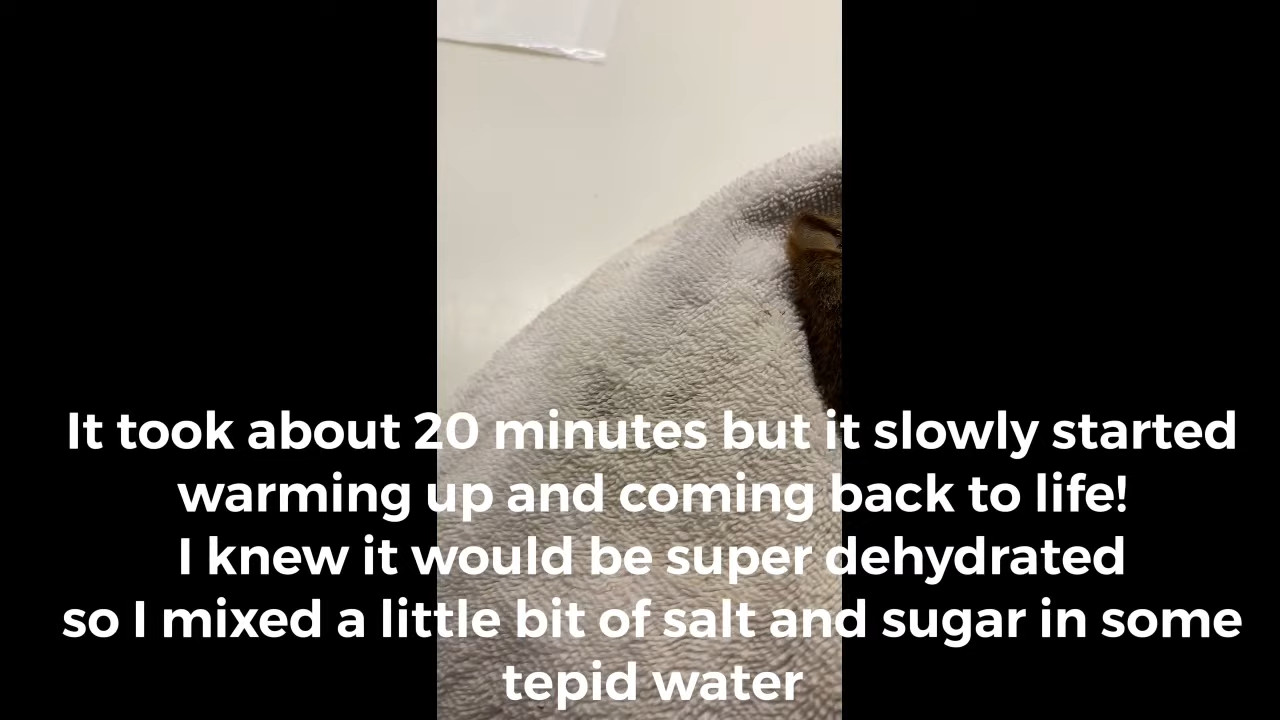 It took about 20 minutes but it slowly started
warming up and coming back to life!
I knew it would be super dehydrated
so I mixed a little bit of salt and sugar in some
tepid water